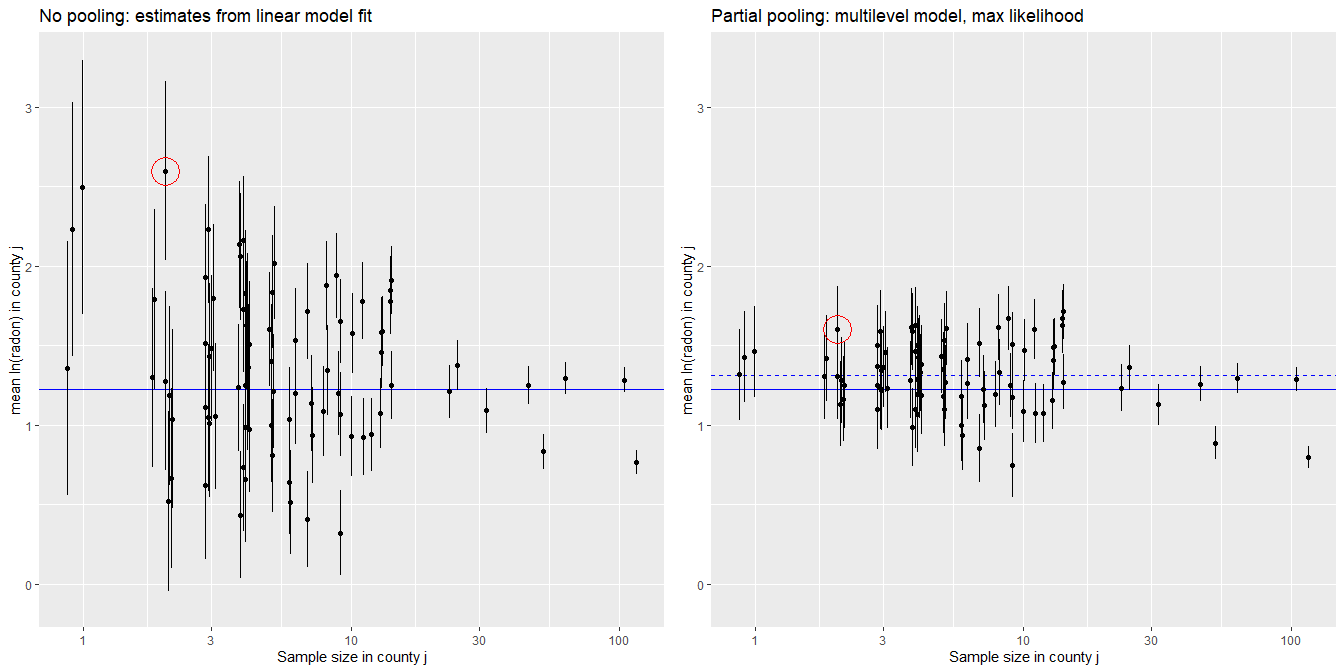 No pooling: estimates from linear model fit
mean ln(radon) in county j
3
2
1
0
1 3 10 30 100
Sample size in county j
Partial pooling: multilevel model, max likelihood
mean ln(radon) in county j
3
2
1
0
1 3 10 30 100
Sample size in county j